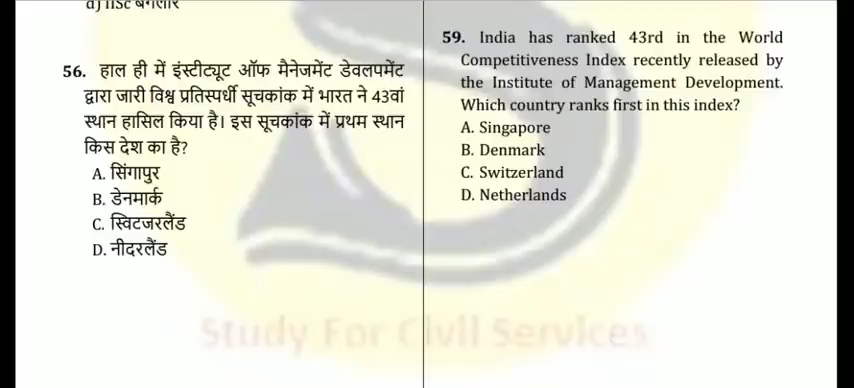 56. हाल ही में इंस्टीट्यूट ऑफ मैनेजमेंट डेवलपमेंट
द्वारा जारी विश्व प्रतिस्पर्धी सूचकांक में भारत ने 43वां
स्थान हासिल किया है। इस सूचकांक में प्रथम स्थान
किस देश का है?
A. सिंगापुर
B. डेनमार्क
C. स्विटजरलैंड
D. नीदरलैंड
59. India has ranked 43rd in the World
Competitiveness Index recently released by
the Institute of Management Development.
Which country ranks first in this index?
A. Singapore
B. Denmark
C. Switzerland
D. Netherlands
Study For Civil Services